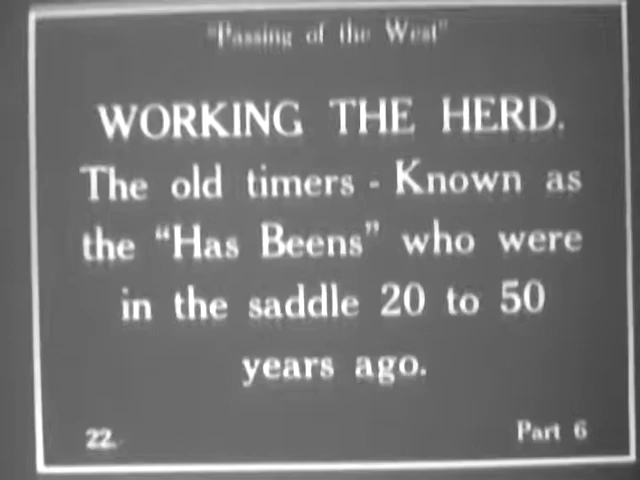 "Passing of the West"
WORKING THE HERD.
The old timers - Known as
the "Has Beens" who were
in the saddle 20 to 50
years ago.
22.
Part 6